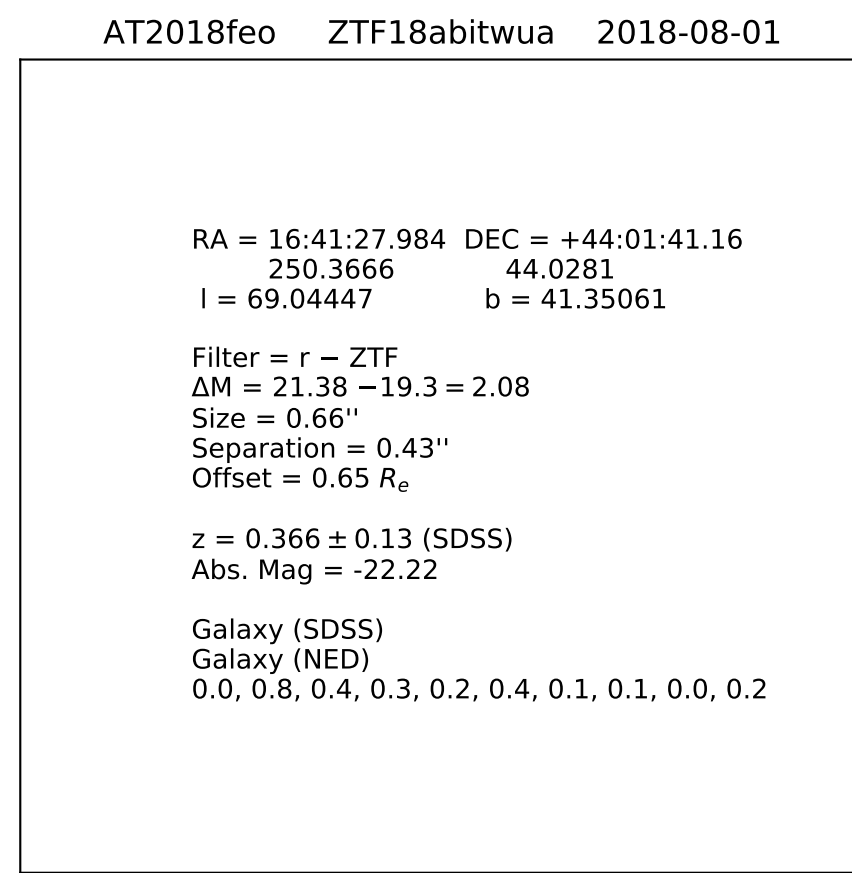 AT2018feo ZTF18abitwua 2018-08-01
RA = 16:41:27.984 DEC = +44:01:41.16
250.3666 44.0281
l = 69.04447 b = 41.35061
Filter = r − ZTF
ΔM = 21.38 −19.3 = 2.08
Size = 0.66''
Separation = 0.43''
Offset = 0.65 Rₑ
z = 0.366 ± 0.13 (SDSS)
Abs. Mag = -22.22
Galaxy (SDSS)
Galaxy (NED)
0.0, 0.8, 0.4, 0.3, 0.2, 0.4, 0.1, 0.1, 0.0, 0.2